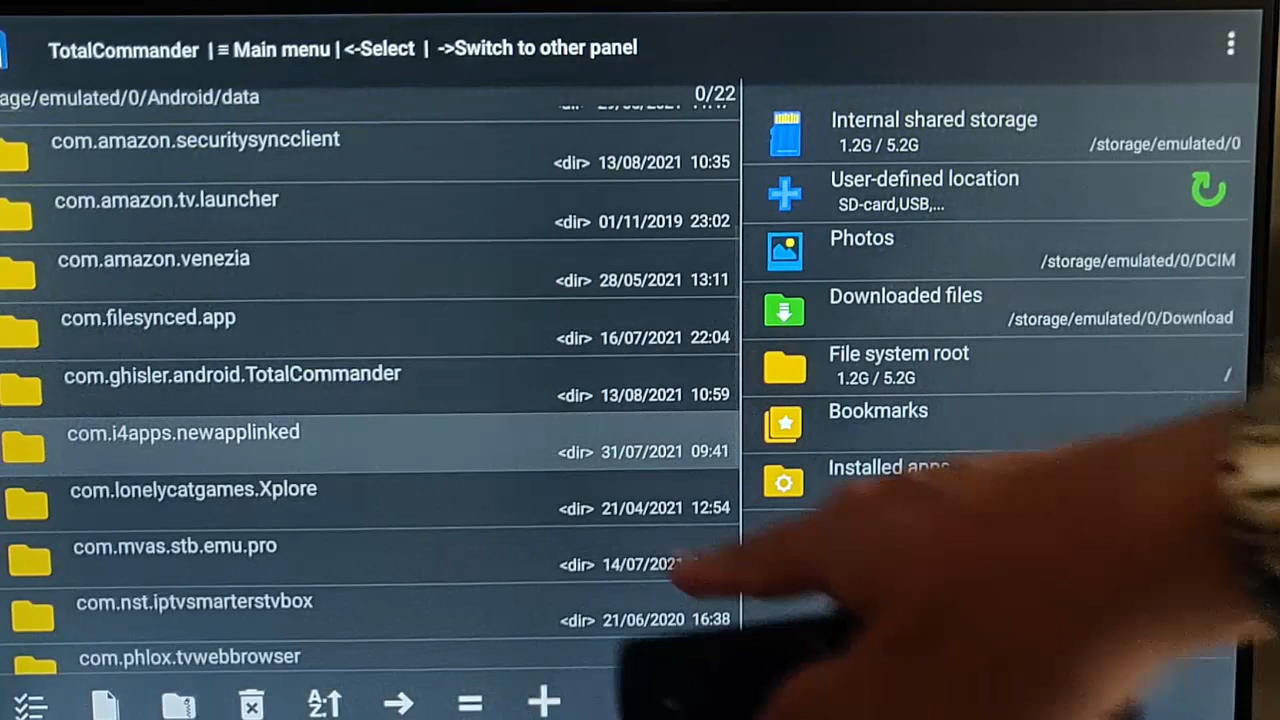 TotalCommander | ≡ Main menu | <-Select | ->Switch to other panel
age/emulated/0/Android/data 0/22
com.amazon.securitysyncclient
<dir> 13/08/2021 10:35
com.amazon.tv.launcher
<dir> 01/11/2019 23:02
com.amazon.venezia
<dir> 28/05/2021 13:11
com.filesynced.app
<dir> 16/07/2021 22:04
com.ghisler.android.TotalCommander
<dir> 13/08/2021 10:59
com.i4apps.newapplinked
<dir> 31/07/2021 09:41
com.lonelycatgames.Xplore
<dir> 21/04/2021 12:54
com.mvas.stb.emu.pro
<dir> 14/07/2021
com.nst.iptvsmarterstvbox
<dir> 21/06/2020 16:38
com.phlox.tvwebbrowser
Internal shared storage
1.2G / 5.2G /storage/emulated/0
User-defined location
SD-card,USB,...
Photos
/storage/emulated/0/DCIM
Downloaded files
/storage/emulated/0/Download
File system root
1.2G / 5.2G /
Bookmarks
Installed apps